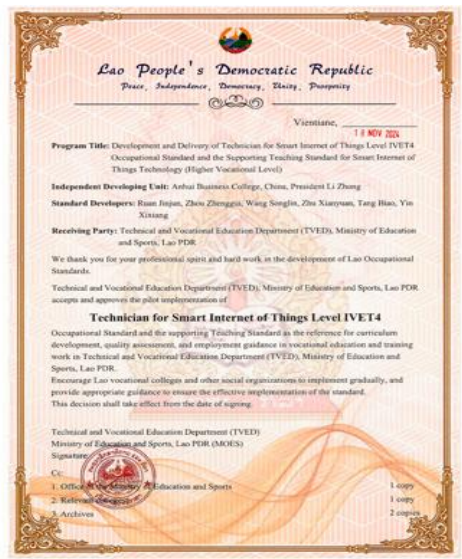 Lao People's Democratic Republic
Peace, Independence, Democracy, Unity, Prosperity
Vientiane,
18 NOV 2024
Program Title: Development and Delivery of Technician for Smart Internet of Things Level IVET4
Occupational Standard and the Supporting Teaching Standard for Smart Internet of
Things Technology (Higher Vocational Level)
Independent Developing Unit: Anhui Business College, China, President Li Zheng
Standard Developers: Ruan Jinjun, Zhou Zhenggui, Wang Songlin, Zhu Xianyuan, Tang Biao, Yin
Xixiang
Receiving Party: Technical and Vocational Education Department (TVED), Ministry of Education
and Sports, Lao PDR
We thank you for your professional spirit and hard work in the development of Lao Occupational
Standards.
Technical and Vocational Education Department (TVED), Ministry of Education and Sports, Lao PDR
accepts and approves the pilot implementation of
Technician for Smart Internet of Things Level IVET4
Occupational Standard and the supporting Teaching Standard as the reference for curriculum
development, quality assessment, and employment guidance in vocational education and training
work in Technical and Vocational Education Department (TVED), Ministry of Education and
Sports, Lao PDR.
Encourage Lao vocational colleges and other social organizations to implement gradually, and
provide appropriate guidance to ensure the effective implementation of the standard.
This decision shall take effect from the date of signing.
Technical and Vocational Education Department (TVED)
Ministry of Education and Sports, Lao PDR (MOES)
Signature
Cc:
1. Office of the Ministry of Education and Sports 1 copy
2. Relevant 1 copy
3. Archives 2 copies